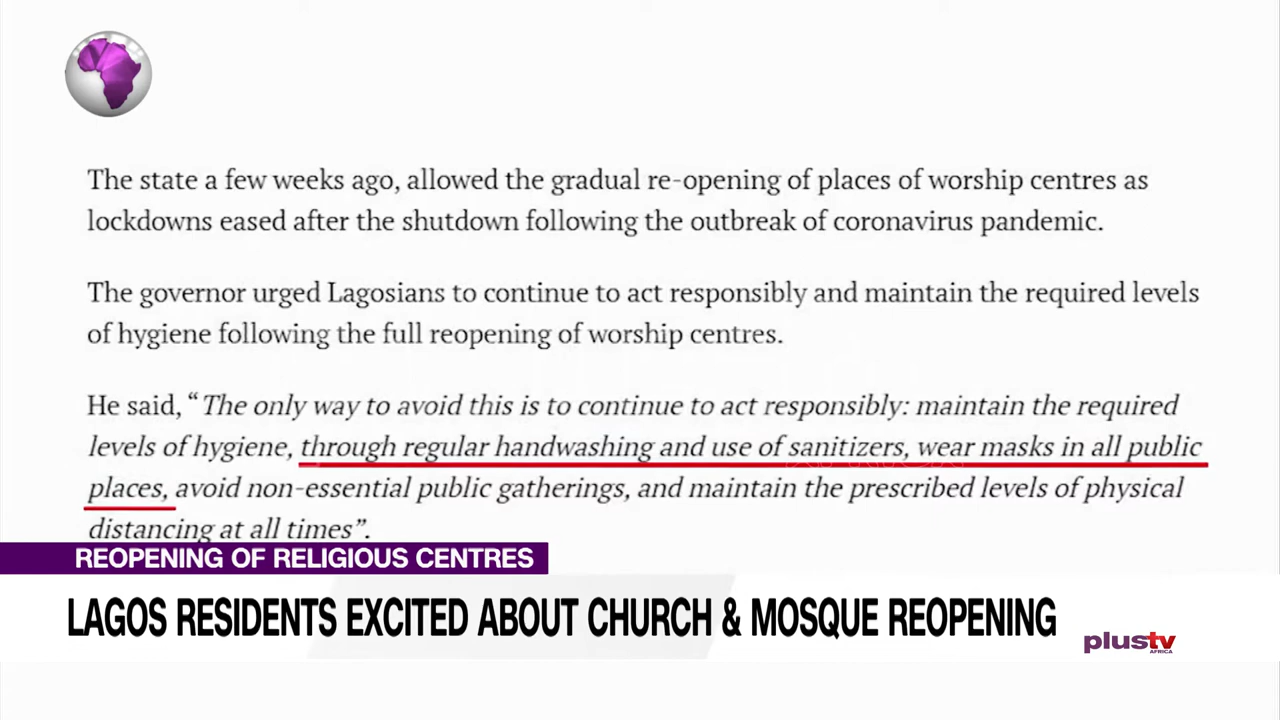 The state a few weeks ago, allowed the gradual re-opening of places of worship centres as
lockdowns eased after the shutdown following the outbreak of coronavirus pandemic.
The governor urged Lagosians to continue to act responsibly and maintain the required levels
of hygiene following the full reopening of worship centres.
He said, “The only way to avoid this is to continue to act responsibly: maintain the required
levels of hygiene, through regular handwashing and use of sanitizers, wear masks in all public
places, avoid non-essential public gatherings, and maintain the prescribed levels of physical
distancing at all times”.
REOPENING OF RELIGIOUS CENTRES
LAGOS RESIDENTS EXCITED ABOUT CHURCH & MOSQUE REOPENING
plustv
AFRICA